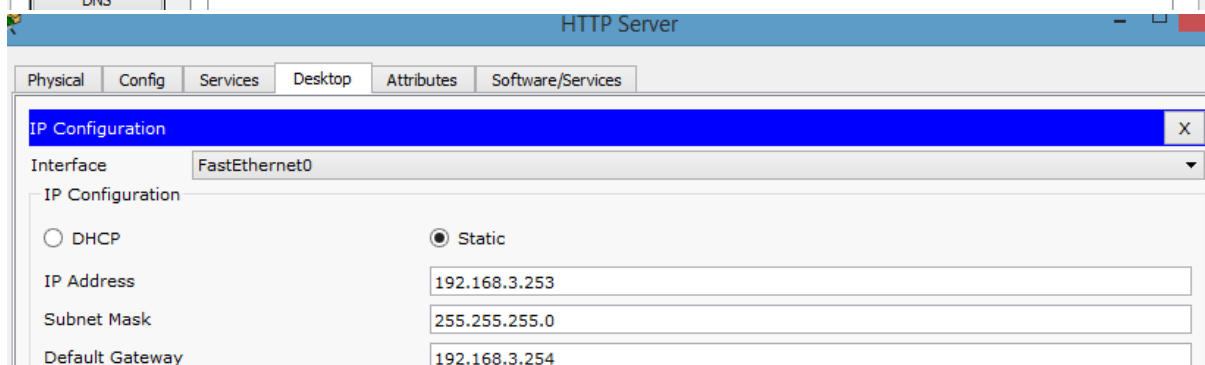 DNS
HTTP Server
Physical Config Services Desktop Attributes Software/Services
IP Configuration X
Interface FastEthernet0
IP Configuration
DHCP Static
IP Address 192.168.3.253
Subnet Mask 255.255.255.0
Default Gateway 192.168.3.254